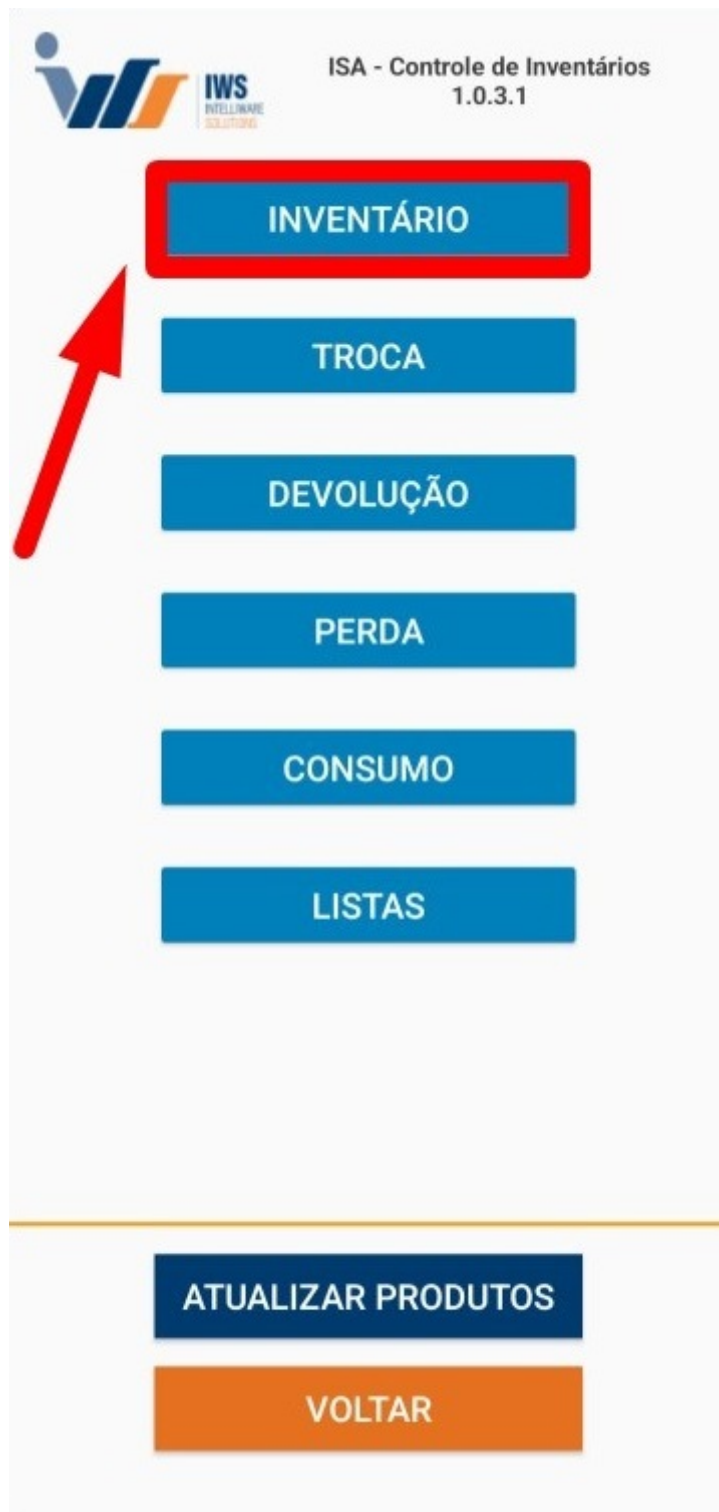 IWS
INTELLIWARE
SOLUTIONS
ISA - Controle de Inventários
1.0.3.1
INVENTÁRIO
TROCA
DEVOLUÇÃO
PERDA
CONSUMO
LISTAS
ATUALIZAR PRODUTOS
VOLTAR